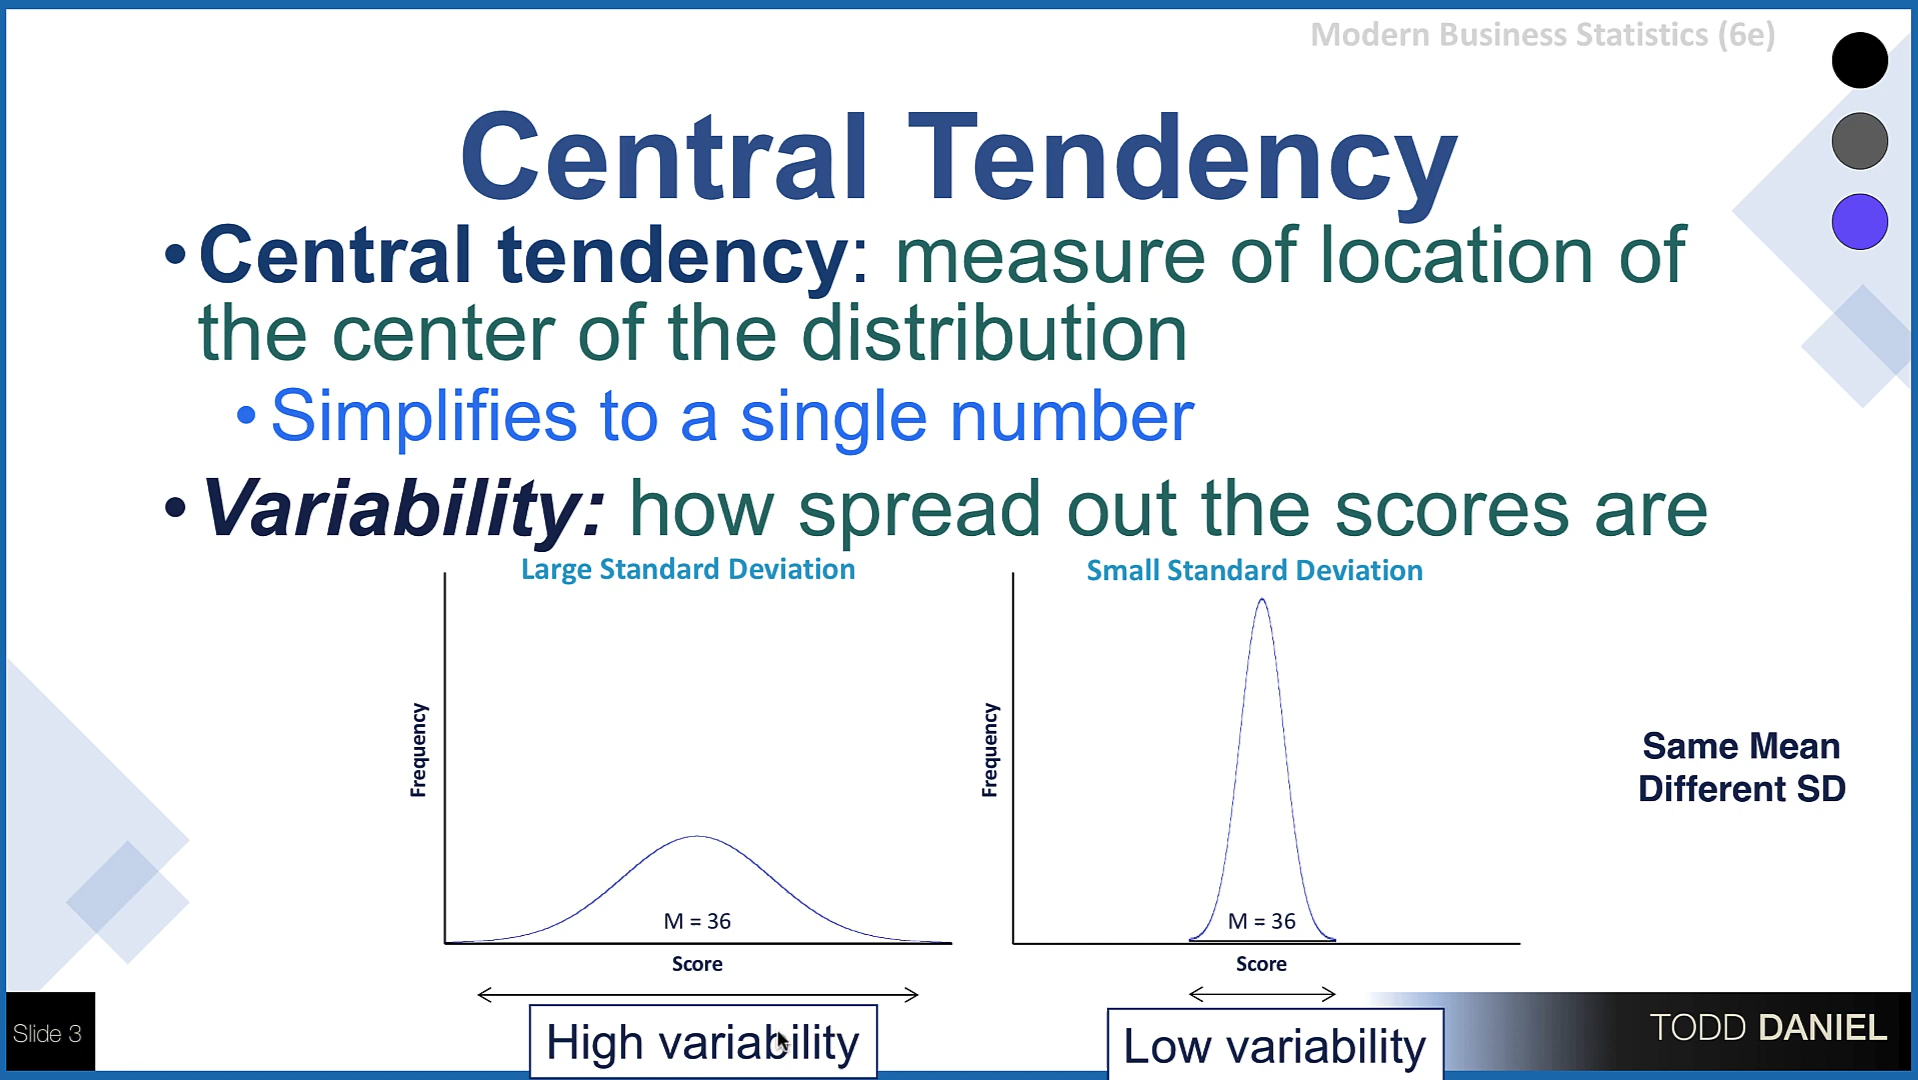 Modern Business Statistics (6e)
Central Tendency
•Central tendency: measure of location of
the center of the distribution
•Simplifies to a single number
•Variability: how spread out the scores are
Large Standard Deviation
Frequency
M = 36
Score
High variability
Small Standard Deviation
Frequency
M = 36
Score
Low variability
Same Mean
Different SD
Slide 3
TODD DANIEL